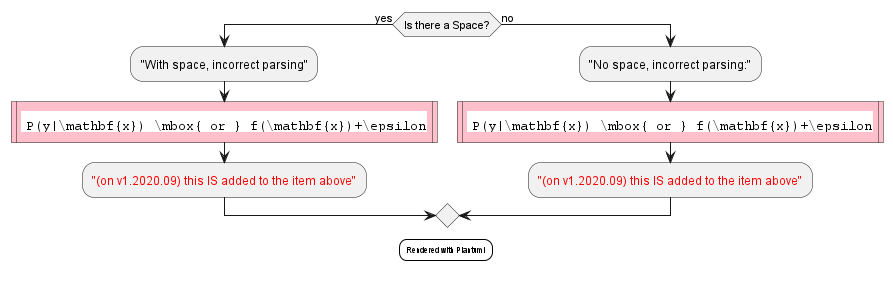 yes
Is there a Space?
no
"With space, incorrect parsing"
"No space, incorrect parsing:"
P(y|\mathbf{x}) \mbox{ or } f(\mathbf{x})+\epsilon
P(y|\mathbf{x}) \mbox{ or } f(\mathbf{x})+\epsilon
"(on v1.2020.09) this IS added to the item above"
"(on v1.2020.09) this IS added to the item above"
Rendered with Plantuml